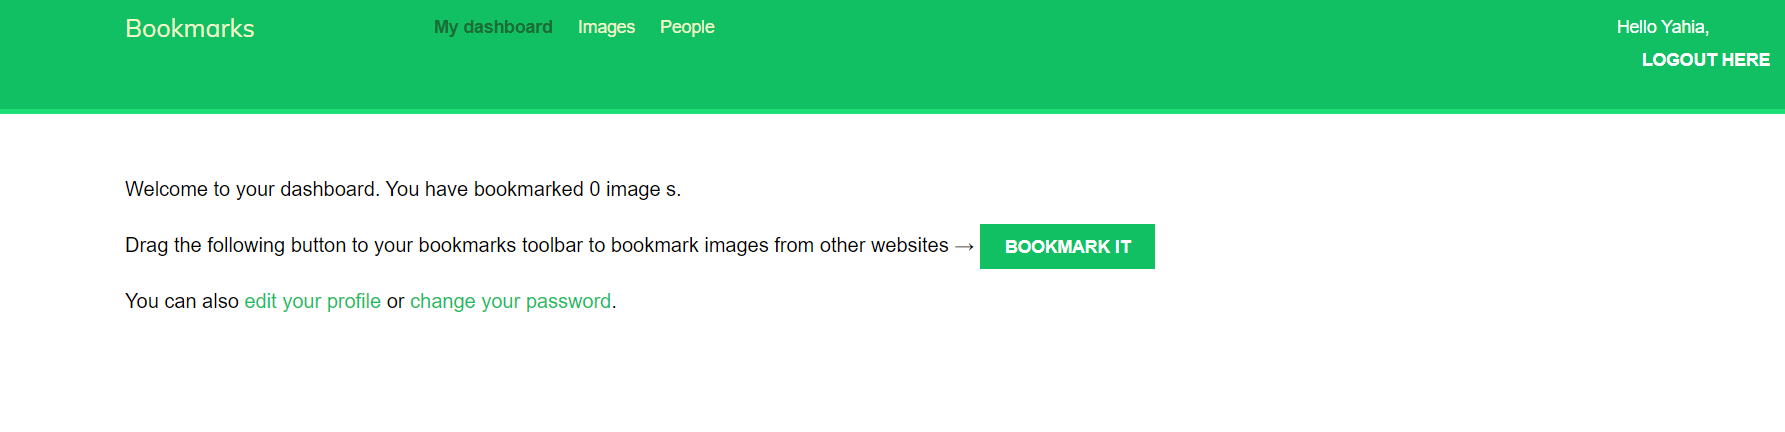 Bookmarks My dashboard Images People Hello Yahia,
LOGOUT HERE
Welcome to your dashboard. You have bookmarked 0 image s.
Drag the following button to your bookmarks toolbar to bookmark images from other websites → BOOKMARK IT
You can also edit your profile or change your password.